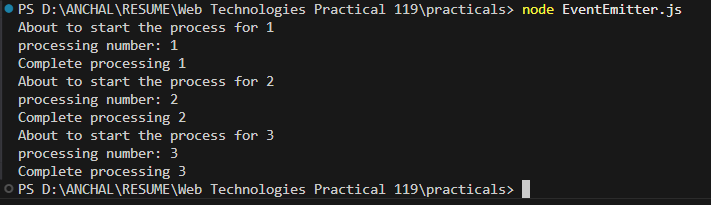 PS D:\ANCHAL\RESUME\Web Technologies Practical 119\practicals> node EventEmitter.js
About to start the process for 1
processing number: 1
Complete processing 1
About to start the process for 2
processing number: 2
Complete processing 2
About to start the process for 3
processing number: 3
Complete processing 3
PS D:\ANCHAL\RESUME\Web Technologies Practical 119\practicals>